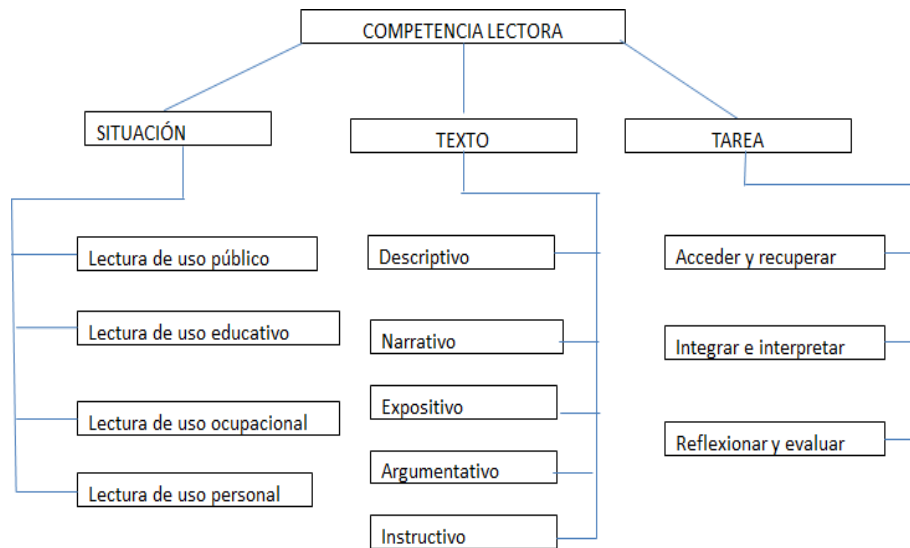 COMPETENCIA LECTORA
SITUACIÓN
TEXTO
TAREA
Lectura de uso público
Lectura de uso educativo
Lectura de uso ocupacional
Lectura de uso personal
Descriptivo
Narrativo
Expositivo
Argumentativo
Instructivo
Acceder y recuperar
Integrar e interpretar
Reflexionar y evaluar